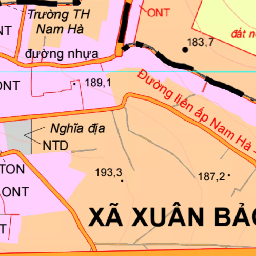 Trường TH
Nam Hà
ONT
183,7
đất n
đường nhựa
189,1
ONT
Đường liên ấp Nam Hà -
Nghĩa địa
NTD
TON
ONT
193,3
187,2
XÃ XUÂN BẢO